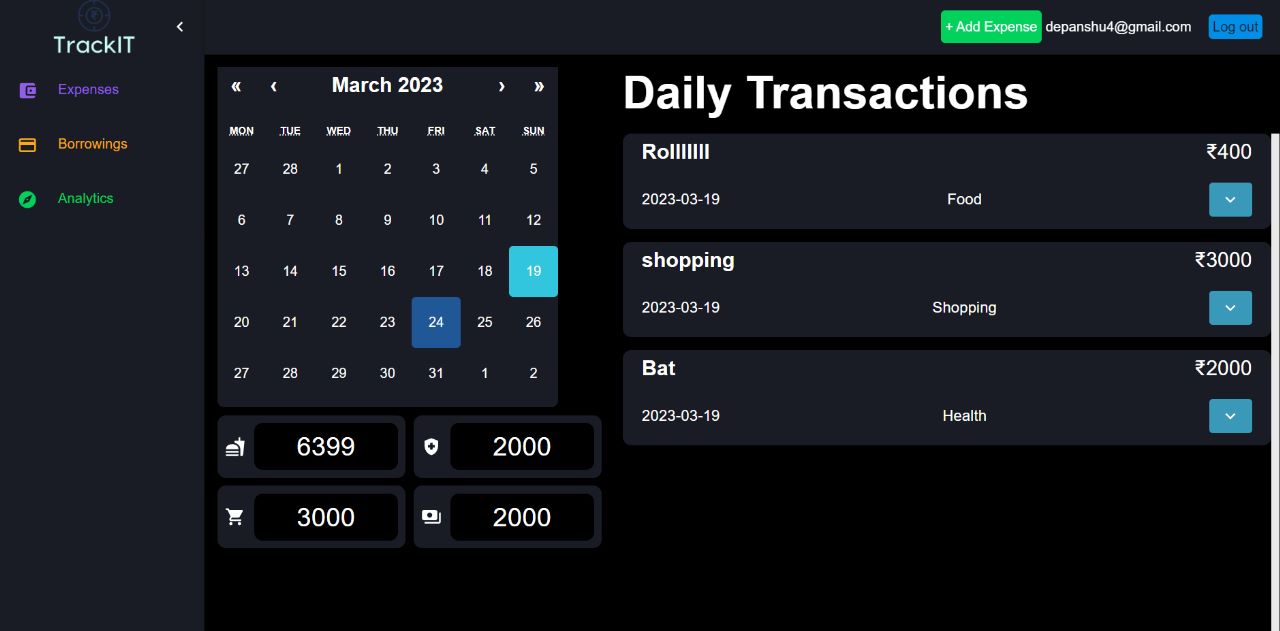 TrackIT
‹
+ Add Expense depanshu4@gmail.com Log out
Expenses
Borrowings
Analytics
« ‹ March 2023 › »
MON TUE WED THU FRI SAT SUN
27 28 1 2 3 4 5
6 7 8 9 10 11 12
13 14 15 16 17 18 19
20 21 22 23 24 25 26
27 28 29 30 31 1 2
6399 2000
3000 2000
Daily Transactions
Rolllllll ₹400
2023-03-19 Food
shopping ₹3000
2023-03-19 Shopping
Bat ₹2000
2023-03-19 Health